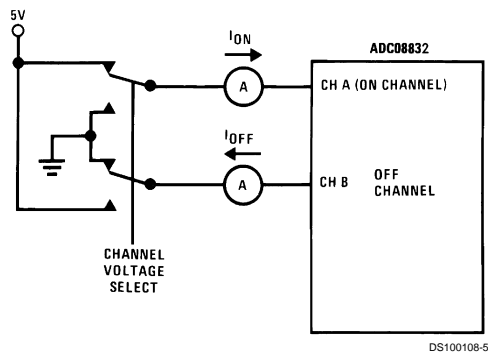 5V
ION
ADC08832
A
CH A (ON CHANNEL)
IOFF
A
CH B
OFF
CHANNEL
CHANNEL
VOLTAGE
SELECT
DS100108-5